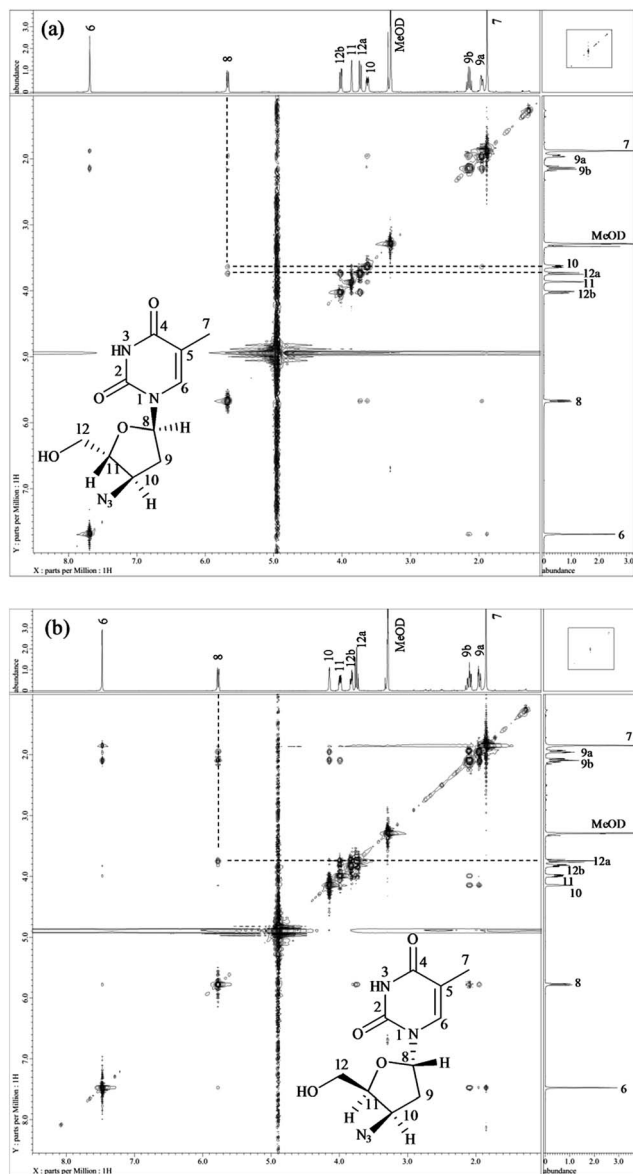 (a)
6
8
12b
11
12a
10
MeOD
9b
9a
7
abundance
0 1.0 2.0 3.0
7
9a
9b
MeOD
10
12a
11
12b
8
6
Y : parts per Million : 1H
2.0
3.0
4.0
5.0
6.0
7.0
O
4
7
3
HN
5
2
6
O
N
1
12
O
8
H
HO
9
11
10
H
N3
H
8.0 7.0 6.0 5.0 4.0 3.0 2.0
X : parts per Million : 1H
abundance
0 1.0 2.0 3.0
(b)
6
8
10
11
12b
12a
MeOD
9b
9a
7
abundance
0 1.0 2.0 3.0
7
9a
9b
MeOD
12a
12b
11
10
8
6
Y : parts per Million : 1H
2.0
3.0
4.0
5.0
6.0
7.0
8.0
O
4
7
3
HN
5
2
6
O
N
1
12
O
8
H
HO
9
11
10
H
N3
H
8.0 7.0 6.0 5.0 4.0 3.0 2.0
X : parts per Million : 1H
abundance
0 1.0 2.0 3.0